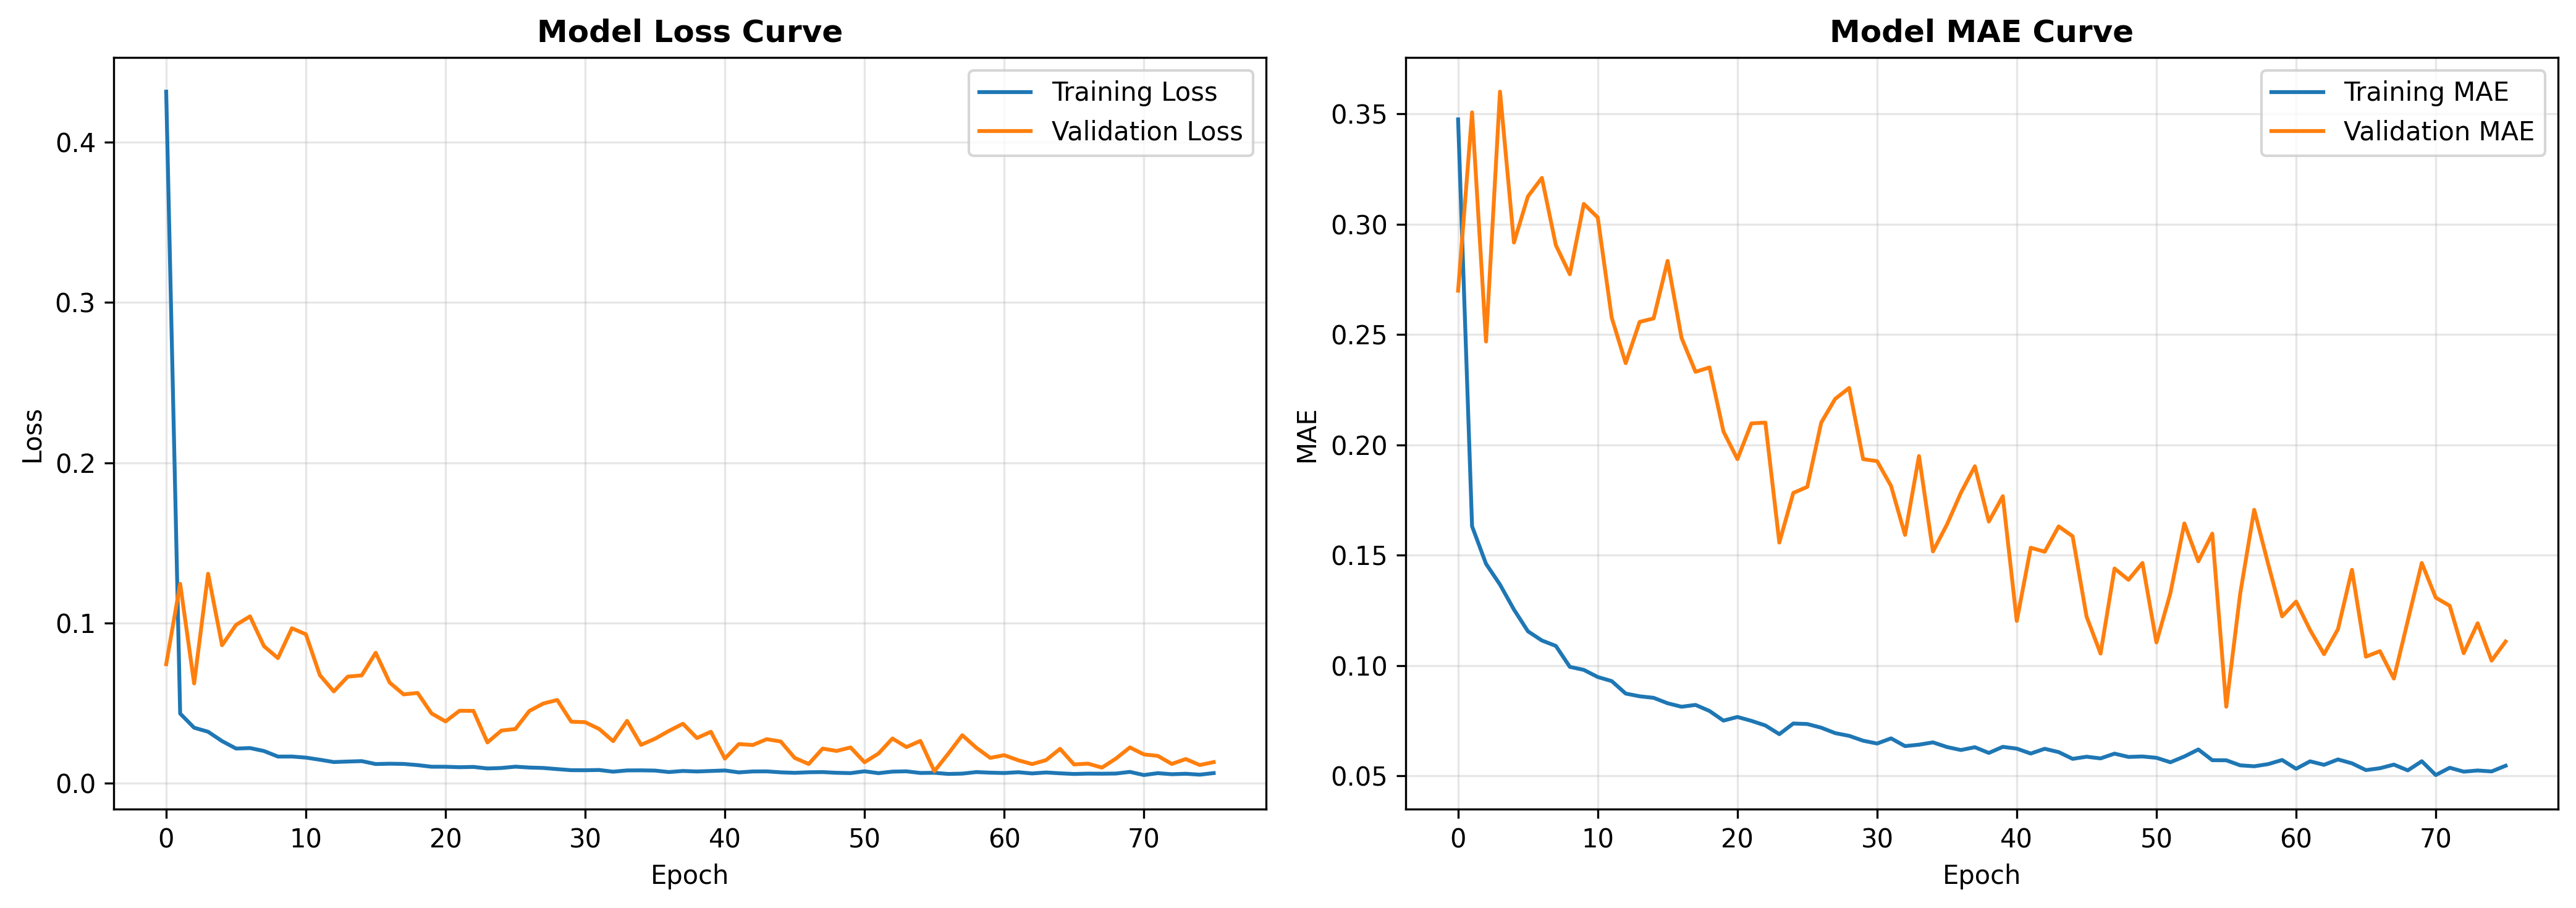 Model Loss Curve
Training Loss
Validation Loss
0.4
0.3
0.2
0.1
0.0
Loss
0 10 20 30 40 50 60 70
Epoch
Model MAE Curve
Training MAE
Validation MAE
0.35
0.30
0.25
0.20
0.15
0.10
0.05
MAE
0 10 20 30 40 50 60 70
Epoch